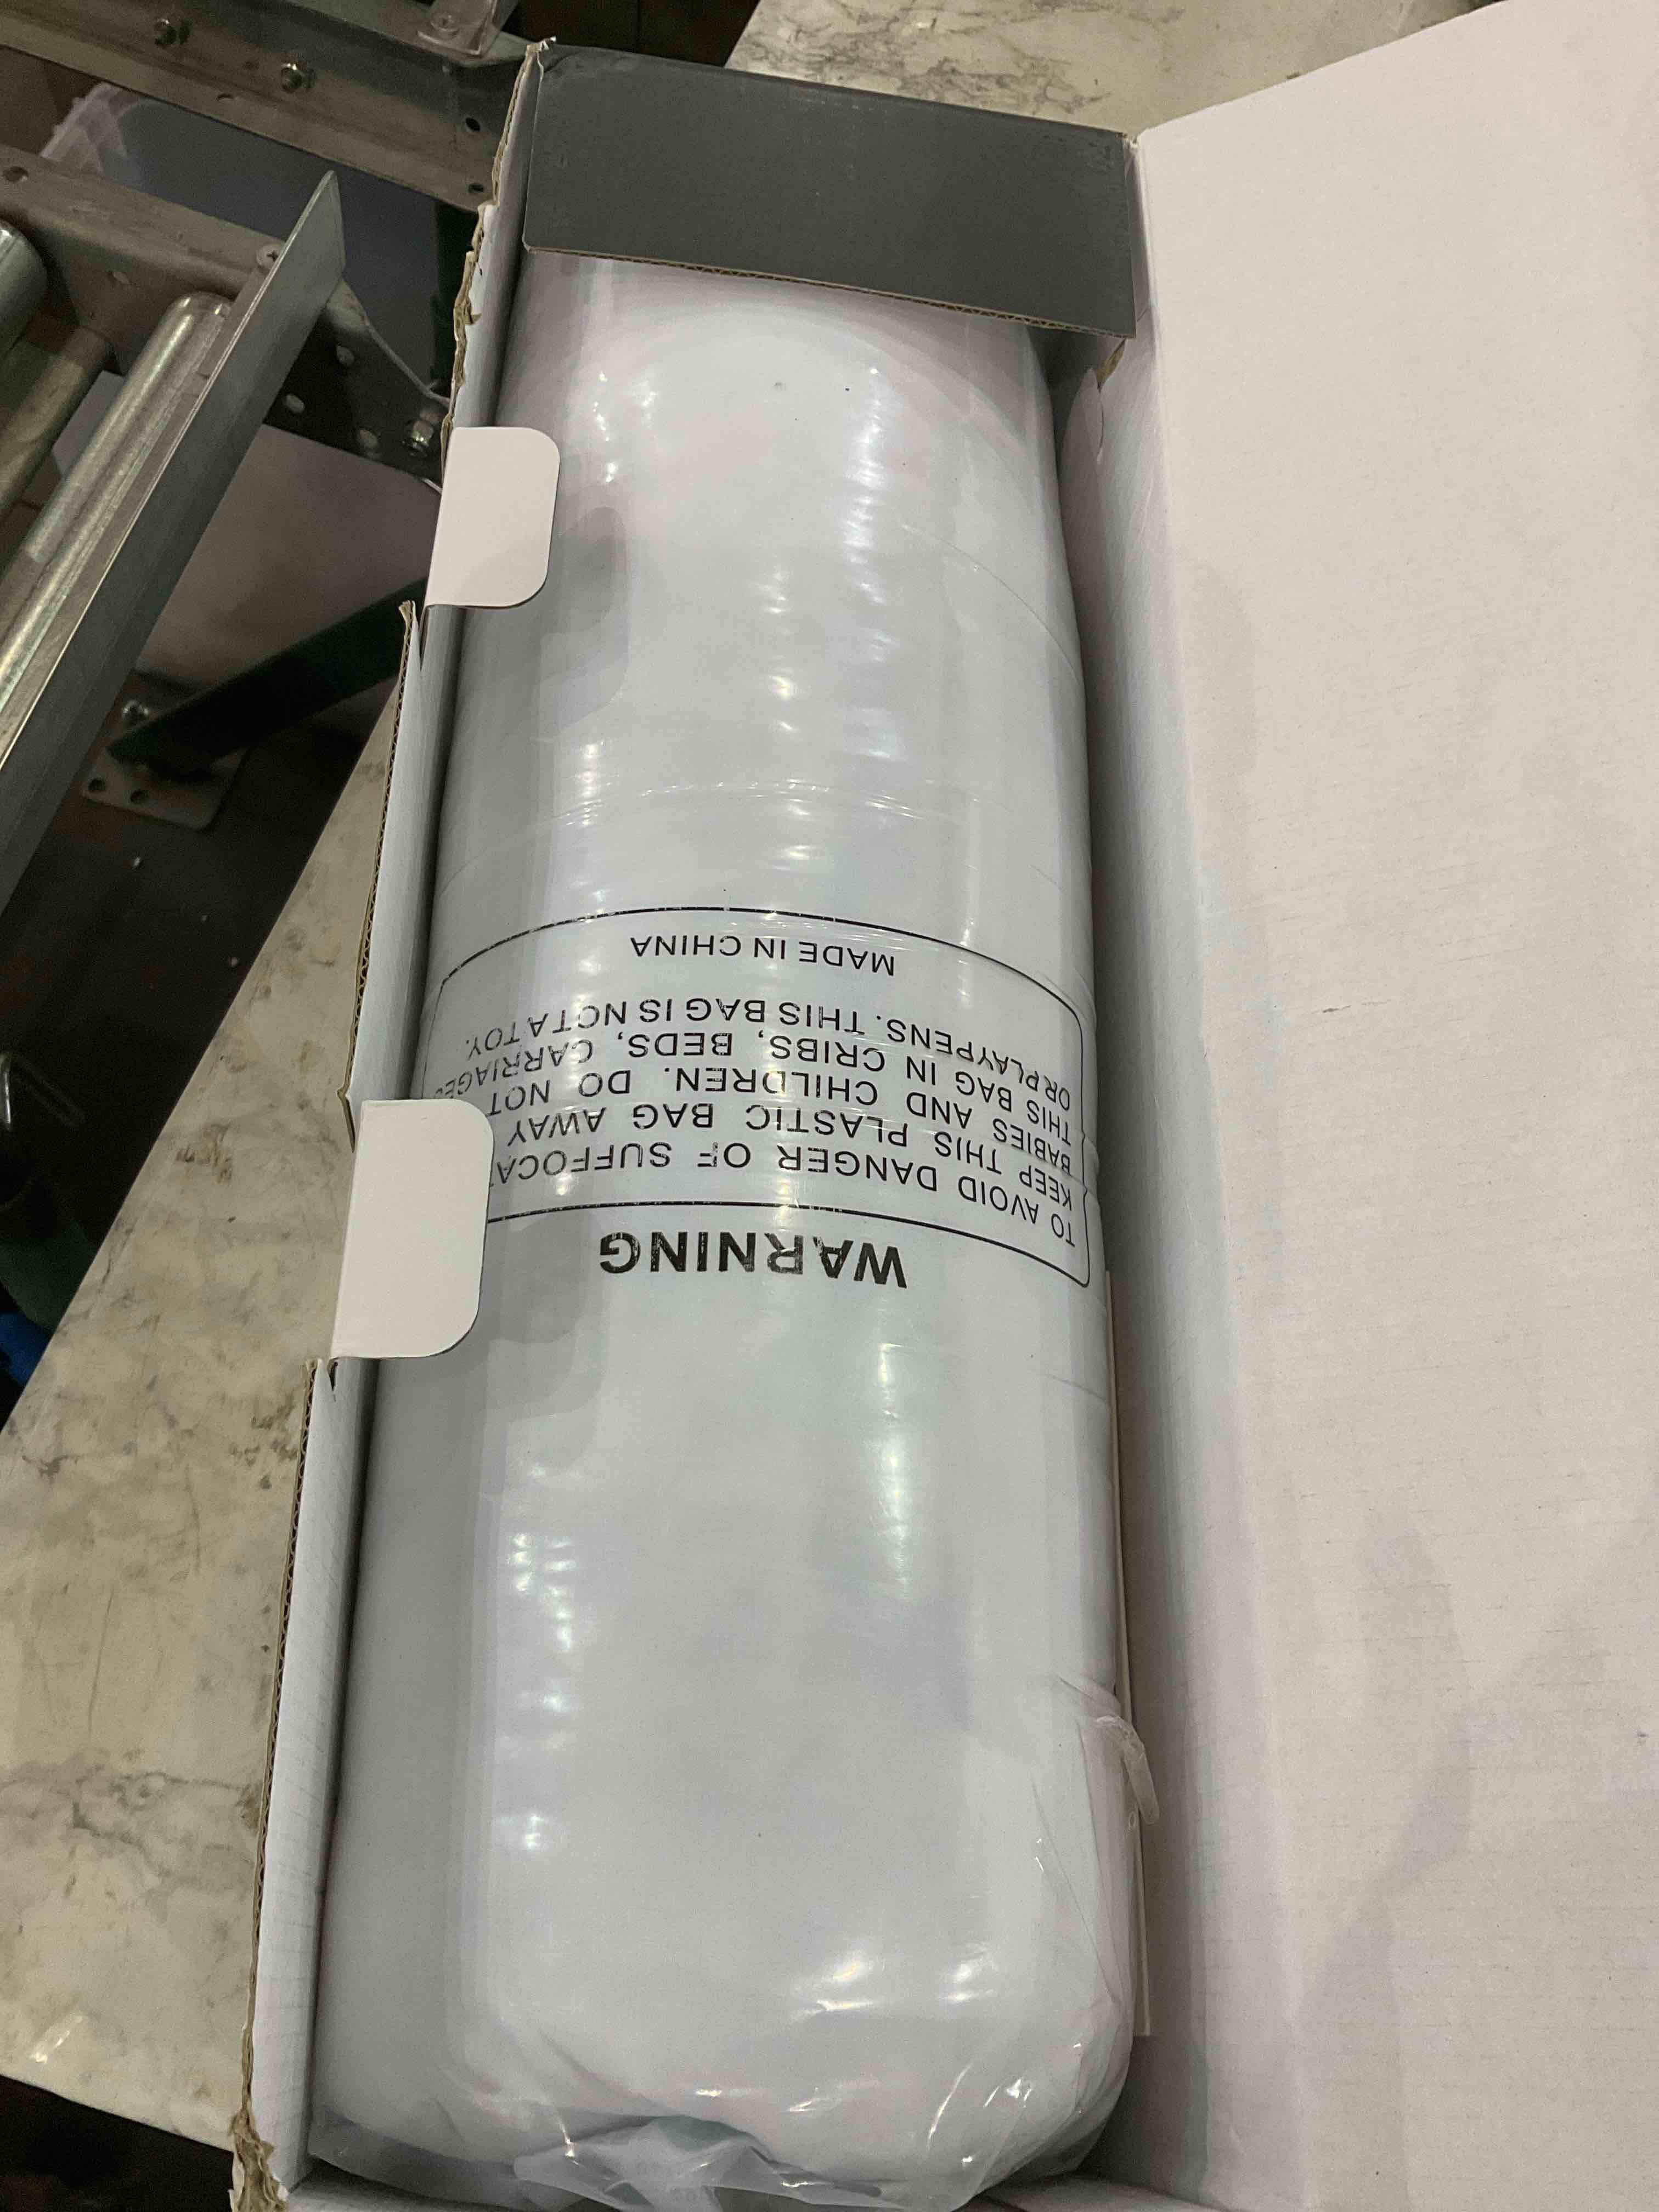 WARNING
TO AVOID DANGER OF
KEEP THIS PLASTIC BAG AWAY
BABIES AND CHILDREN. DO NOT
THIS BAG IN CRIBS, BEDS, CARRIAGES
OR PLAYPENS. THIS BAG IS NOT A TOY.
MADE IN CHINA